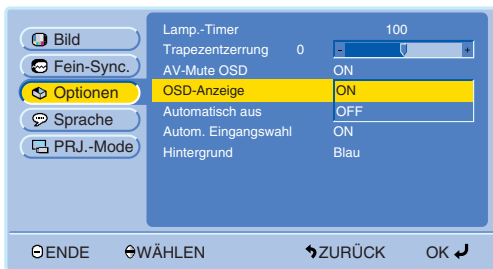 Bild
Fein-Sync.
Optionen
Sprache
PRJ.-Mode
Lamp.-Timer 100
Trapezentzerrung 0 - +
AV-Mute OSD ON
OSD-Anzeige ON
Automatisch aus OFF
Autom. Eingangswahl ON
Hintergrund Blau
ENDE WÄHLEN ZURÜCK OK